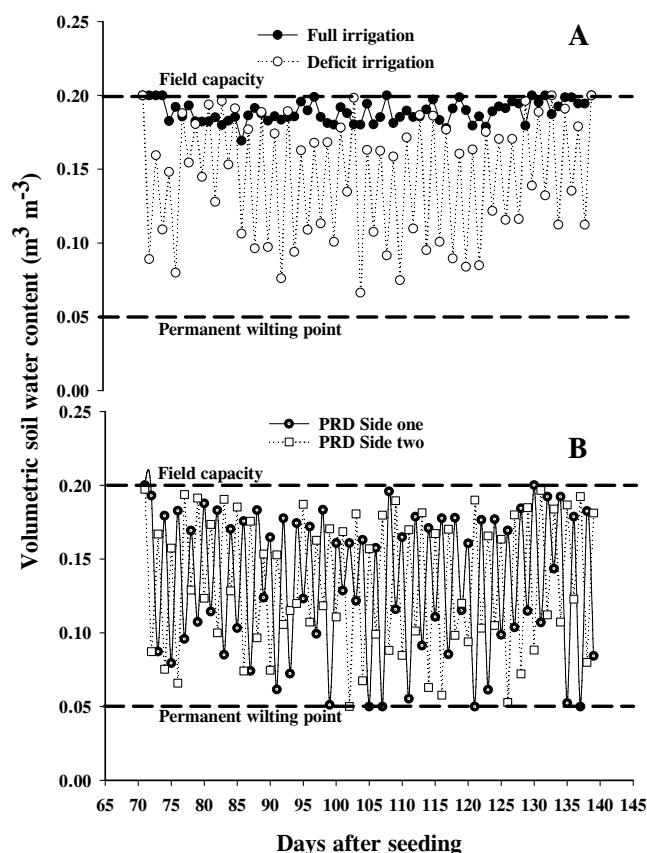 0.20
0.15
0.10
0.05
0.00
Full irrigation
Deficit irrigation
A
Field capacity
Permanent wilting point
Volumetric soil water content (m³ m⁻³)
0.25
0.20
0.15
0.10
0.05
0.00
PRD Side one
PRD Side two
B
Field capacity
Permanent wilting point
65 70 75 80 85 90 95 100 105 110 115 120 125 130 135 140 145
Days after seeding